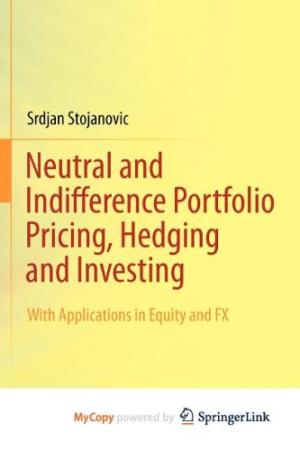 Srdjan Stojanovic
Neutral and
Indifference Portfolio
Pricing, Hedging
and Investing
With Applications in Equity and FX
MyCopy powered by SpringerLink